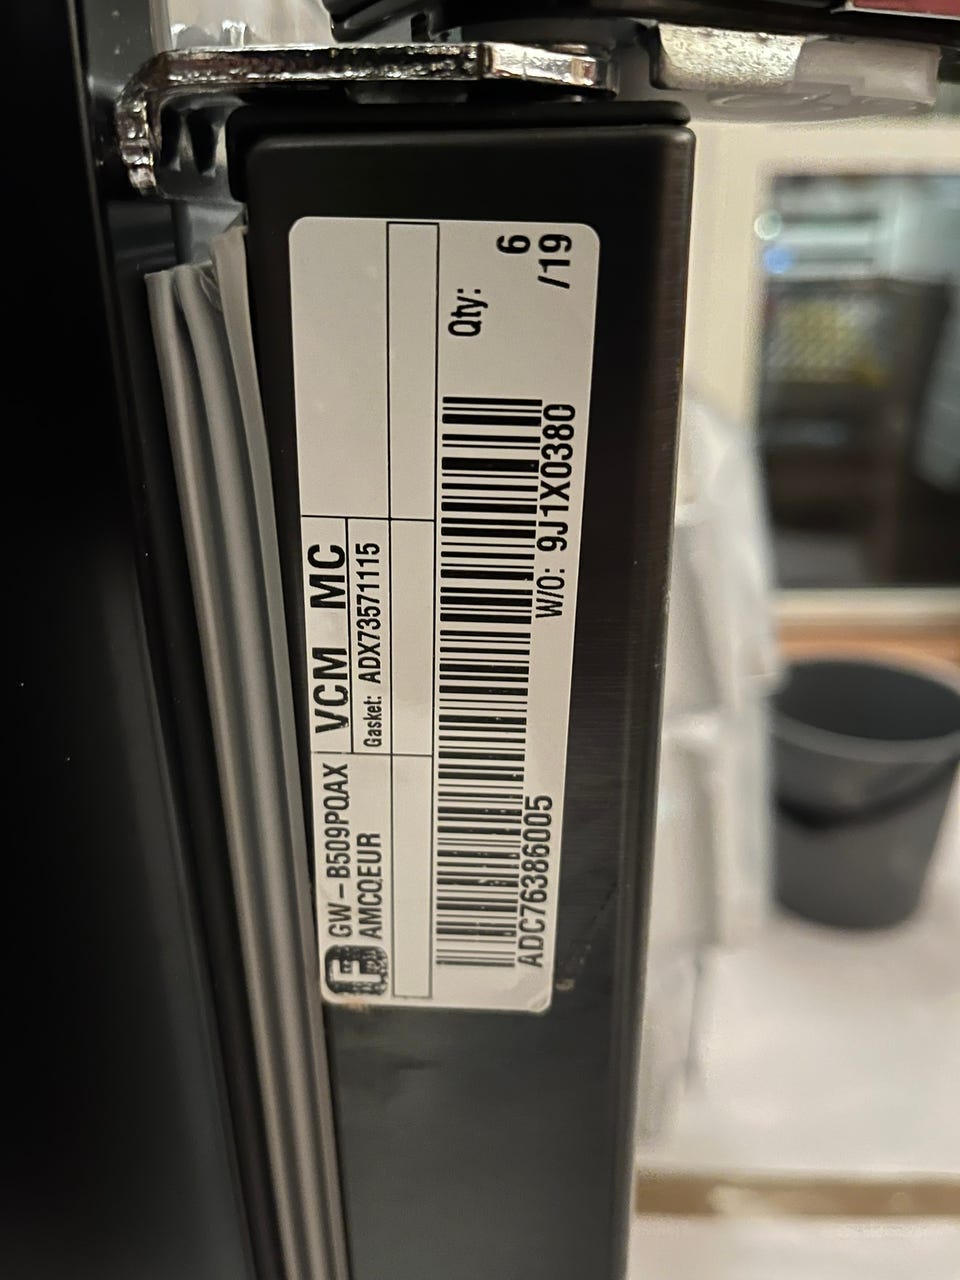 F
GW-B509PQAX
AMCQEUR
VCM MC
Gasket: ADX73571115
ADC76386005
W/O: 9J1X0380
Qty:
6
/19